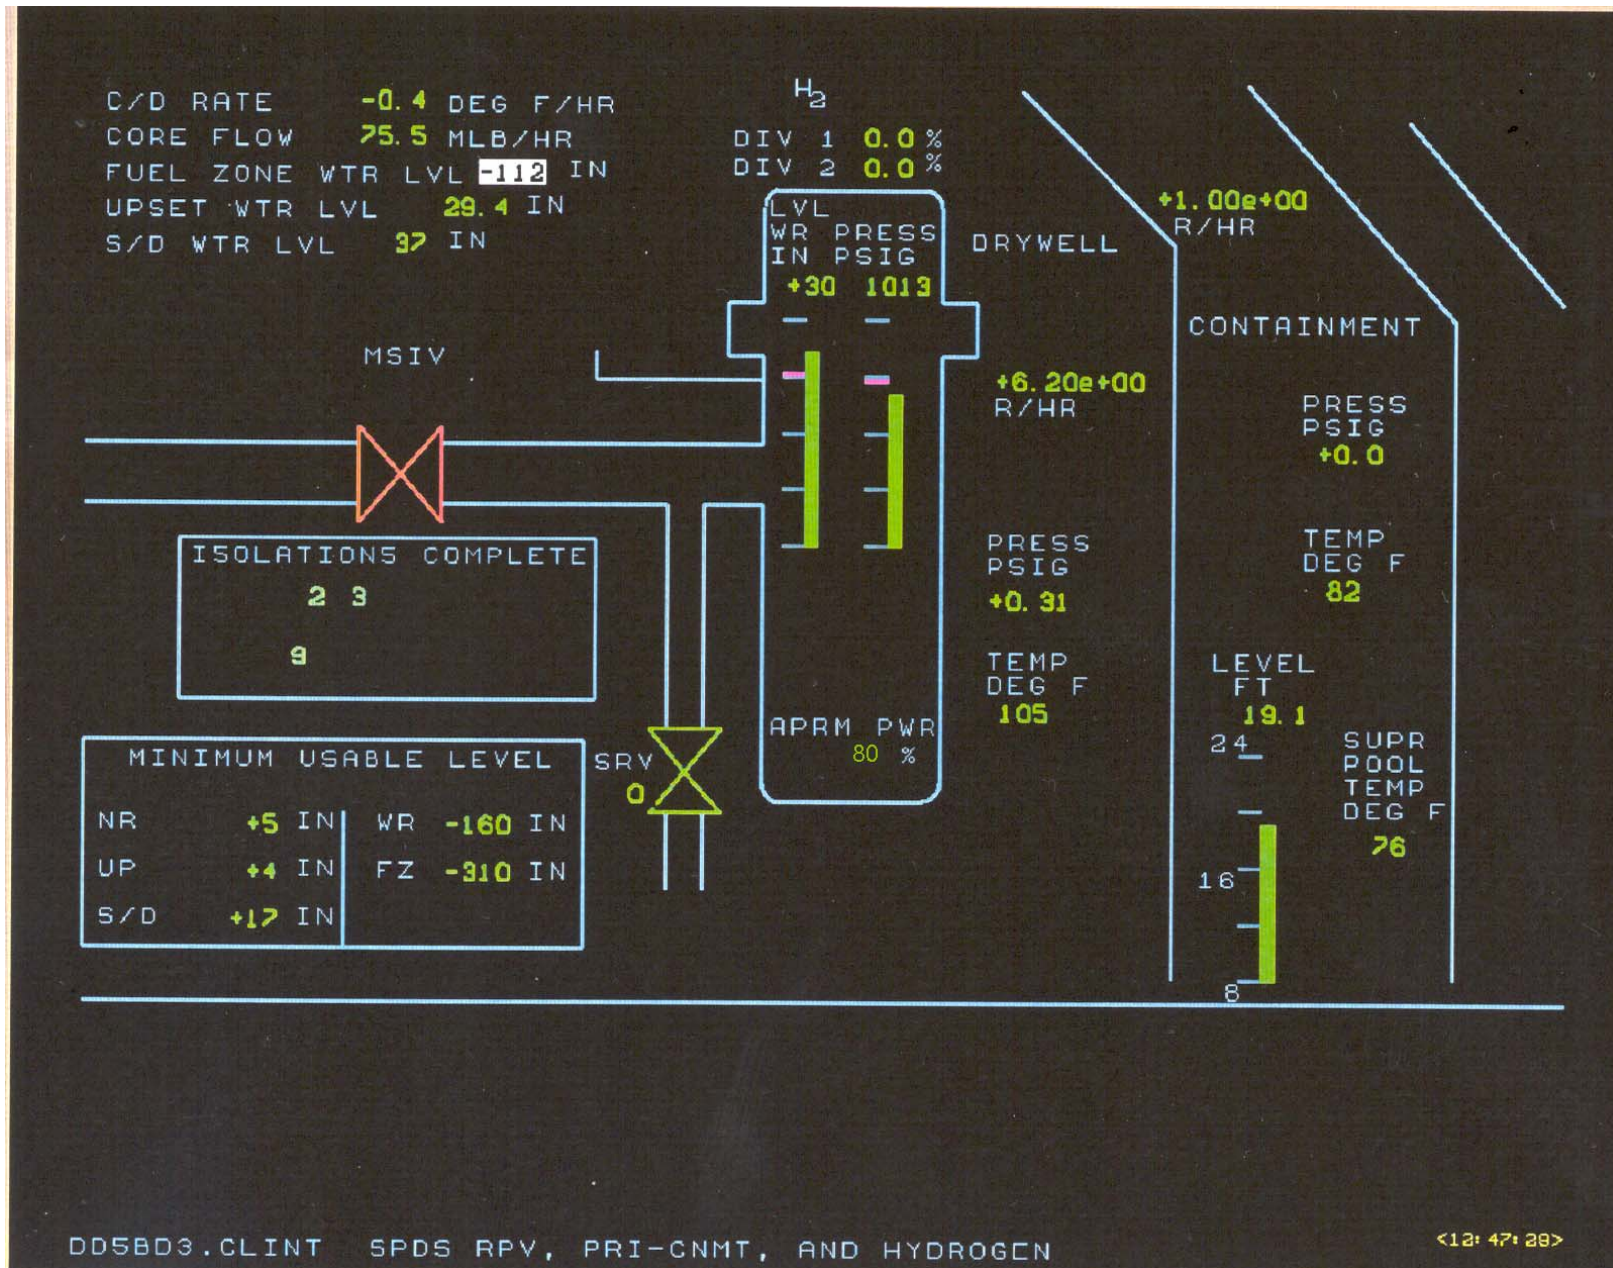 C/D RATE -0.4 DEG F/HR
CORE FLOW 75.5 MLB/HR
FUEL ZONE WTR LVL -112 IN
UPSET WTR LVL 29.4 IN
S/D WTR LVL 37 IN
H2
DIV 1 0.0 %
DIV 2 0.0 %
LVL
WR PRESS
IN PSIG
+30 1013
DRYWELL
+1.00e+00
R/HR
CONTAINMENT
MSIV
+6.20e+00
R/HR
PRESS
PSIG
+0.0
ISOLATIONS COMPLETE
2 3
9
PRESS
PSIG
+0.31
TEMP
DEG F
82
TEMP
DEG F
105
LEVEL
FT
19.1
24
16
8
SUPR
POOL
TEMP
DEG F
76
APRM PWR
80 %
SRV
0
MINIMUM USABLE LEVEL
NR +5 IN WR -160 IN
UP +4 IN FZ -310 IN
S/D +17 IN
DD5BD3.CLINT SPDS RPV, PRI-CNMT, AND HYDROGEN
<12:47:29>